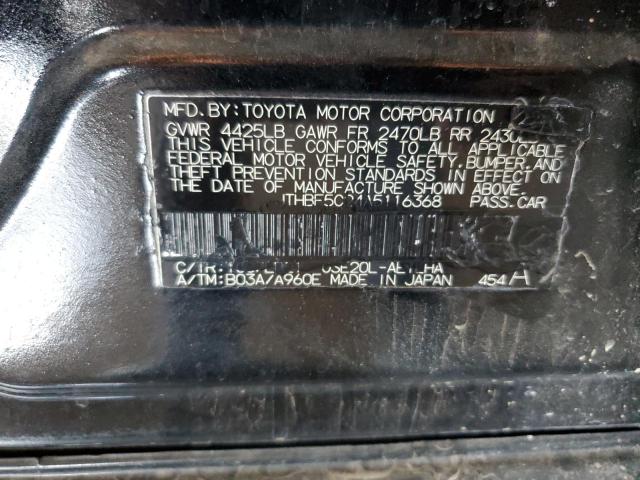 MFD. BY: TOYOTA MOTOR CORPORATION
GVWR 4425LB GAWR FR 2470LB RR
THIS VEHICLE CONFORMS TO ALL APPLICABLE
FEDERAL MOTOR VEHICLE SAFETY, BUMPER, AND
THEFT PREVENTION STANDARDS IN EFFECT ON
THE DATE OF MANUFACTURE SHOWN ABOVE.
PASS. CAR
C/TR:
A/TM: B03A/A960E MADE IN JAPAN 454 A